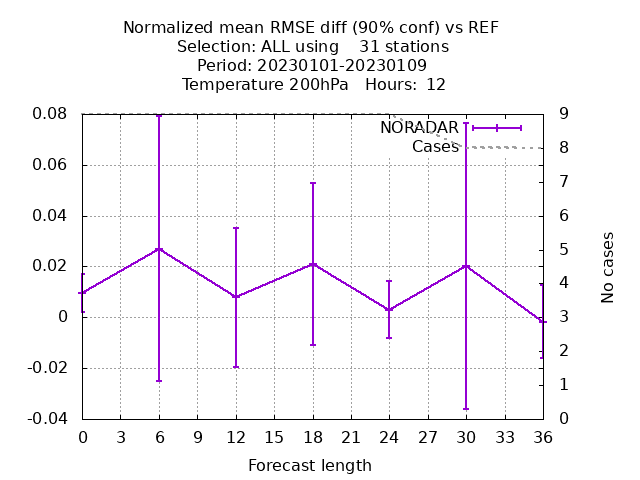 Normalized mean RMSE diff (90% conf) vs REF
Selection: ALL using    31 stations
Period: 20230101-20230109
Temperature 200hPa   Hours:  12
0.08
0.06
0.04
0.02
0
-0.02
-0.04
9
8
7
6
5
4
3
2
1
0
NORADAR
Cases
No cases
0 3 6 9 12 15 18 21 24 27 30 33 36
Forecast length